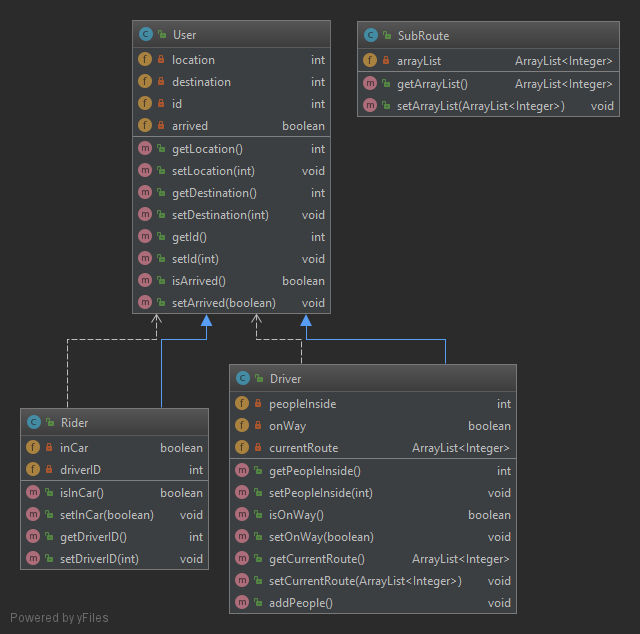 User
location int
destination int
id int
arrived boolean
getLocation() int
setLocation(int) void
getDestination() int
setDestination(int) void
getId() int
setId(int) void
isArrived() boolean
setArrived(boolean) void
SubRoute
arrayList ArrayList<Integer>
getArrayList() ArrayList<Integer>
setArrayList(ArrayList<Integer>) void
Rider
inCar boolean
driverID int
isInCar() boolean
setInCar(boolean) void
getDriverID() int
setDriverID(int) void
Driver
peopleInside int
onWay boolean
currentRoute ArrayList<Integer>
getPeopleInside() int
setPeopleInside(int) void
isOnWay() boolean
setOnWay(boolean) void
getCurrentRoute() ArrayList<Integer>
setCurrentRoute(ArrayList<Integer>) void
addPeople() void
Powered by yFiles